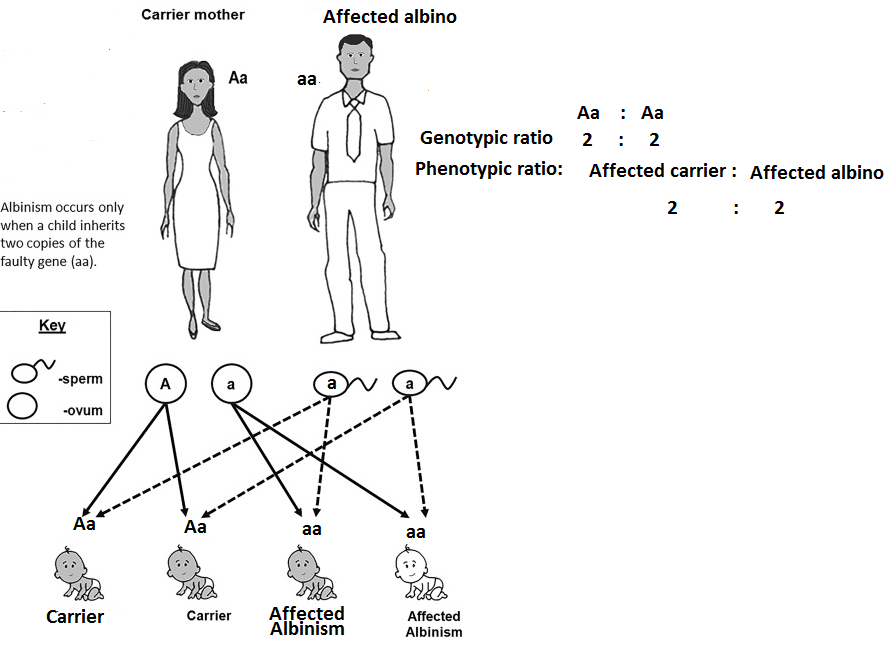 Carrier mother
Affected albino
Aa
aa
Aa : Aa
Genotypic ratio 2 : 2
Phenotypic ratio: Affected carrier : Affected albino
2 : 2
Albinism occurs only
when a child inherits
two copies of the
faulty gene (aa).
Key
-sperm
-ovum
A a a a
Aa Aa aa aa
Carrier
Carrier
Affected
Albinism
Affected
Albinism